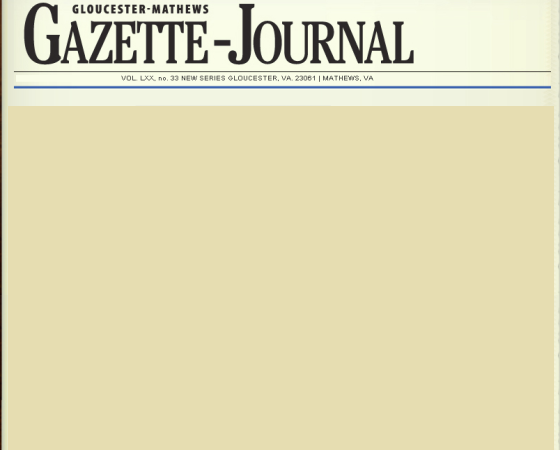 GLOUCESTER-MATHEWS
GAZETTE-JOURNAL
VOL. LXX, no. 33 NEW SERIES GLOUCESTER, VA. 23061 | MATHEWS, VA